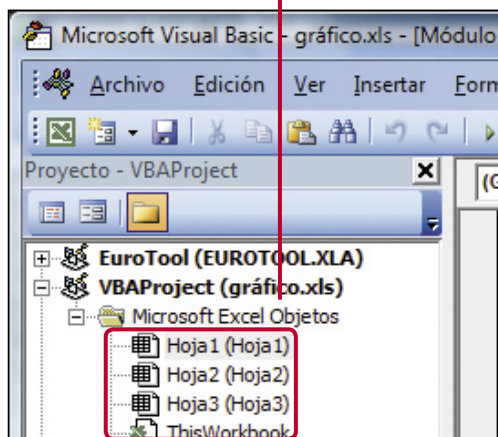 Microsoft Visual Basic - gráfico.xls - [Módulo
Archivo Edición Ver Insertar Form
Proyecto - VBAProject
(G
EuroTool (EUROTOOL.XLA)
VBAProject (gráfico.xls)
Microsoft Excel Objetos
Hoja1 (Hoja1)
Hoja2 (Hoja2)
Hoja3 (Hoja3)
ThisWorkbook